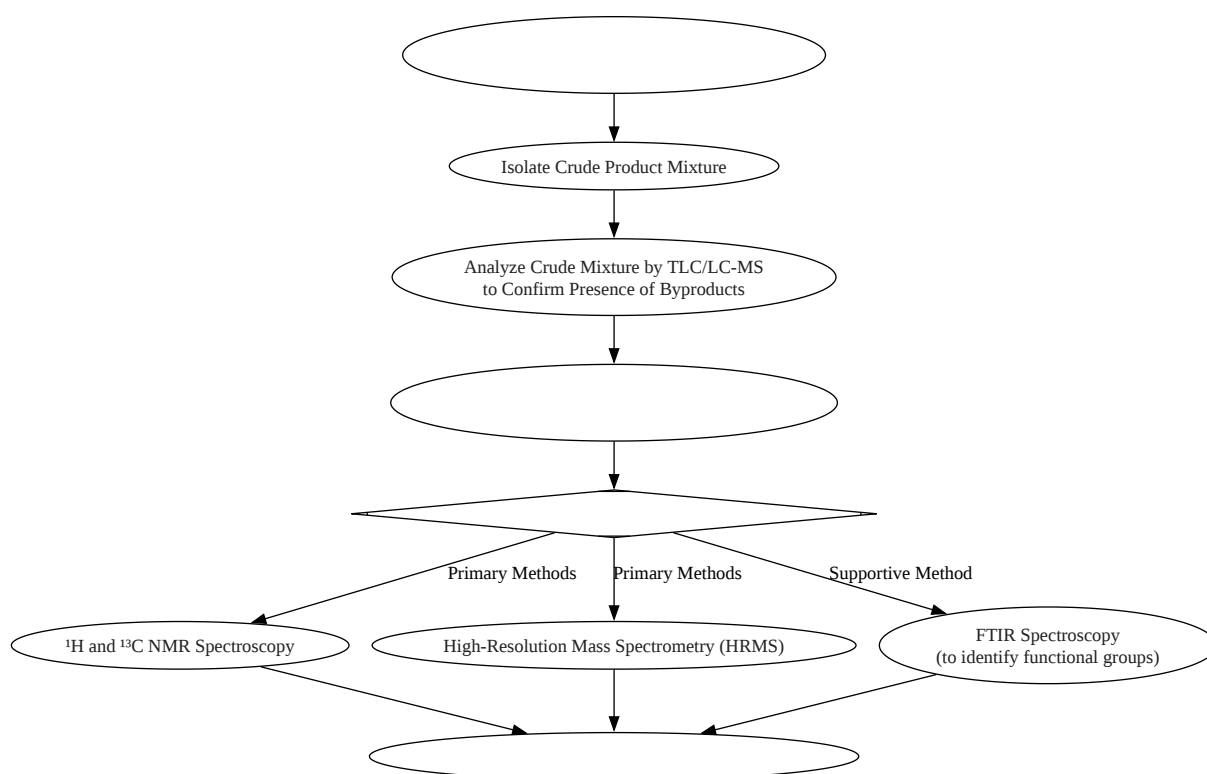 Isolate Crude Product Mixture
Analyze Crude Mixture by TLC/LC-MS
to Confirm Presence of Byproducts
Primary Methods
Primary Methods
Supportive Method
¹H and ¹³C NMR Spectroscopy
High-Resolution Mass Spectrometry (HRMS)
FTIR Spectroscopy
(to identify functional groups)